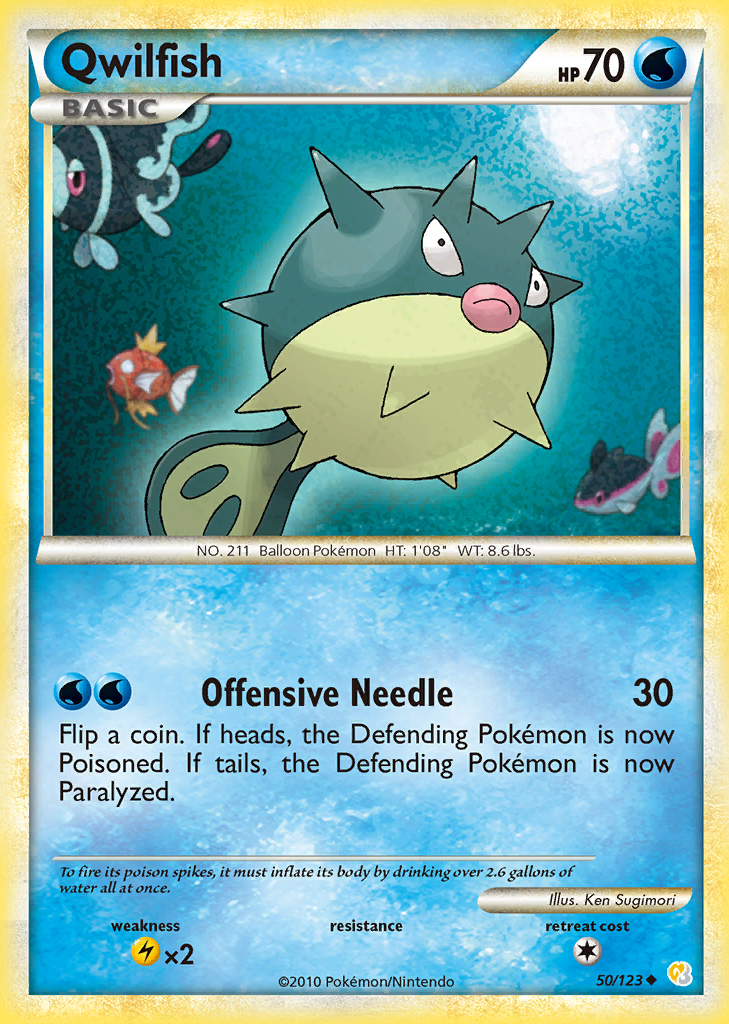 Qwilfish
HP 70
BASIC
NO. 211 Balloon Pokémon HT: 1'08" WT: 8.6 lbs.
Offensive Needle 30
Flip a coin. If heads, the Defending Pokémon is now
Poisoned. If tails, the Defending Pokémon is now
Paralyzed.
To fire its poison spikes, it must inflate its body by drinking over 2.6 gallons of
water all at once.
Illus. Ken Sugimori
weakness resistance retreat cost
×2
©2010 Pokémon/Nintendo 50/123